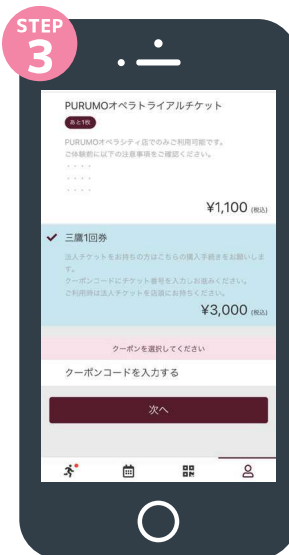 STEP
3
PURUMOオペラトライアルチケット
あと1枚
PURUMOオペラシティ店でのみご利用可能です。
ご体験前に以下の注意事項をご確認ください。
・・・・
・・・・
・・・・
¥1,100 (税込)
三鷹1回券
法人チケットをお持ちの方はこちらの購入手続きをお願いしま
す。
クーポンコードにチケット番号を入力しお進みください。
ご利用時は法人チケットを店頭にお持ちください。
¥3,000 (税込)
クーポンを選択してください
クーポンコードを入力する
次へ